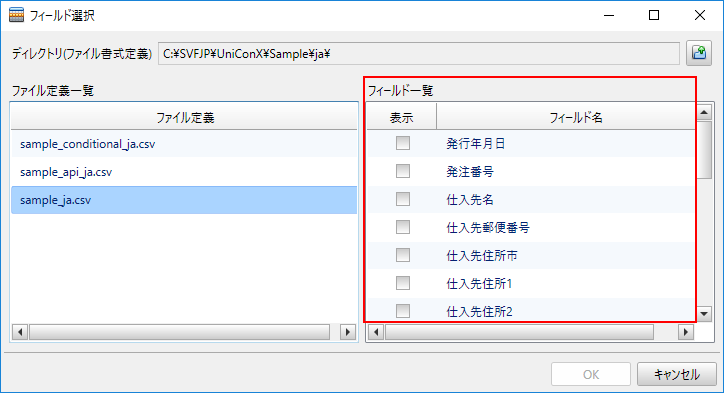 フィールド選択
ディレクトリ(ファイル書式定義) C:¥SVFJP¥UniConX¥Sample¥ja¥
ファイル定義一覧
ファイル定義
sample_conditional_ja.csv
sample_api_ja.csv
sample_ja.csv
フィールド一覧
表示 フィールド名
発行年月日
発注番号
仕入先名
仕入先郵便番号
仕入先住所市
仕入先住所1
仕入先住所2
OK キャンセル